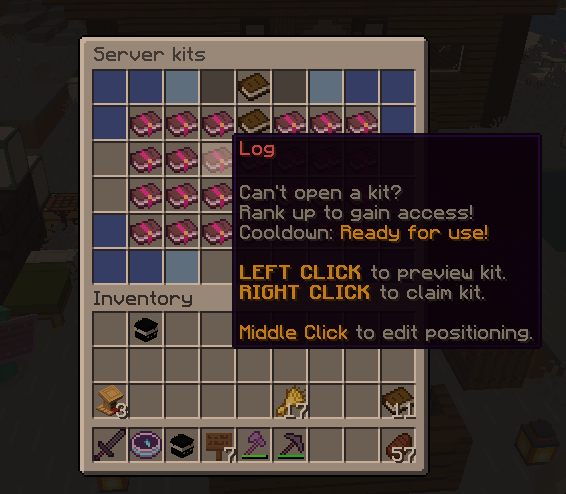 Server kits
Log
Can't open a kit?
Rank up to gain access!
Cooldown: Ready for use!
LEFT CLICK to preview kit.
RIGHT CLICK to claim kit.
Inventory
Middle Click to edit positioning.
3
17
11
7
57